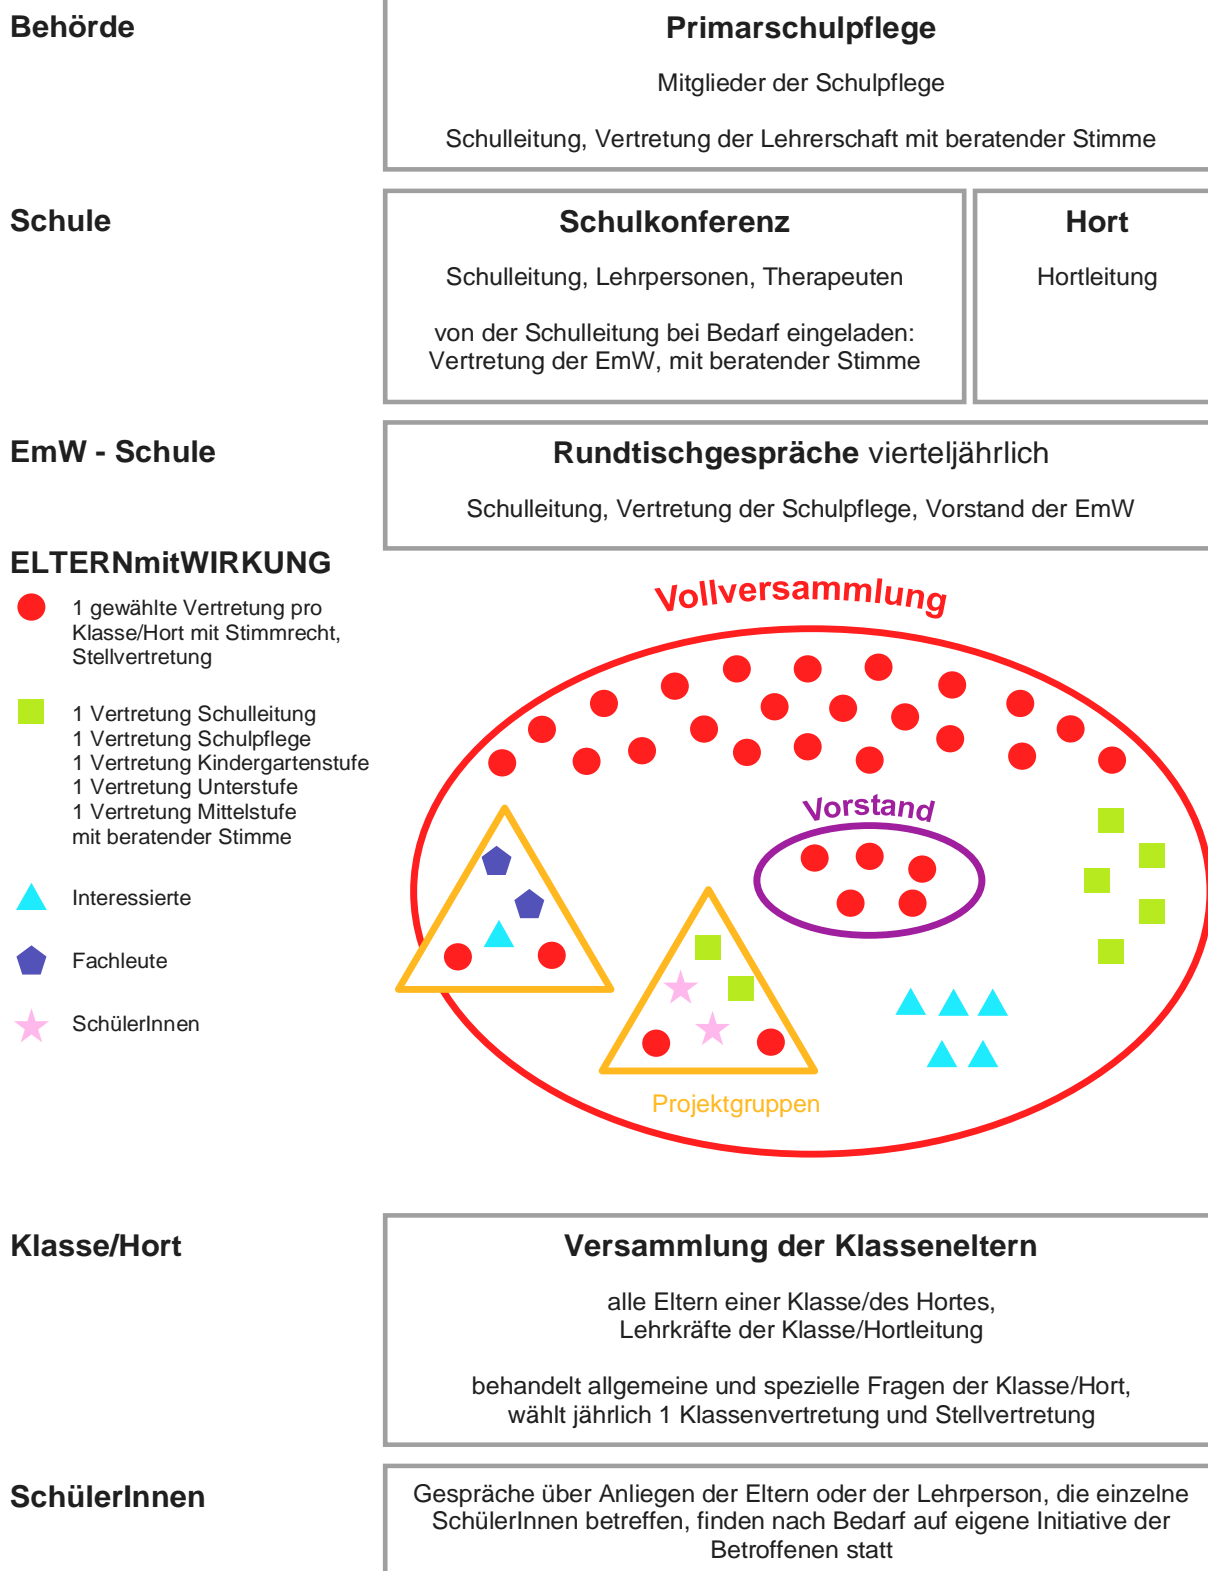 Behörde
Primarschulpflege
Mitglieder der Schulpflege
Schulleitung, Vertretung der Lehrerschaft mit beratender Stimme
Schule
Schulkonferenz
Schulleitung, Lehrpersonen, Therapeuten
von der Schulleitung bei Bedarf eingeladen:
Vertretung der EmW, mit beratender Stimme
Hort
Hortleitung
EmW - Schule
Rundtischgespräche vierteljährlich
Schulleitung, Vertretung der Schulpflege, Vorstand der EmW
ELTERNmitWIRKUNG
1 gewählte Vertretung pro
Klasse/Hort mit Stimmrecht,
Stellvertretung
1 Vertretung Schulleitung
1 Vertretung Schulpflege
1 Vertretung Kindergartenstufe
1 Vertretung Unterstufe
1 Vertretung Mittelstufe
mit beratender Stimme
Interessierte
Fachleute
SchülerInnen
Vollversammlung
Vorstand
Projektgruppen
Klasse/Hort
Versammlung der Klasseneltern
alle Eltern einer Klasse/des Hortes,
Lehrkräfte der Klasse/Hortleitung
behandelt allgemeine und spezielle Fragen der Klasse/Hort,
wählt jährlich 1 Klassenvertretung und Stellvertretung
SchülerInnen
Gespräche über Anliegen der Eltern oder der Lehrperson, die einzelne
SchülerInnen betreffen, finden nach Bedarf auf eigene Initiative der
Betroffenen statt